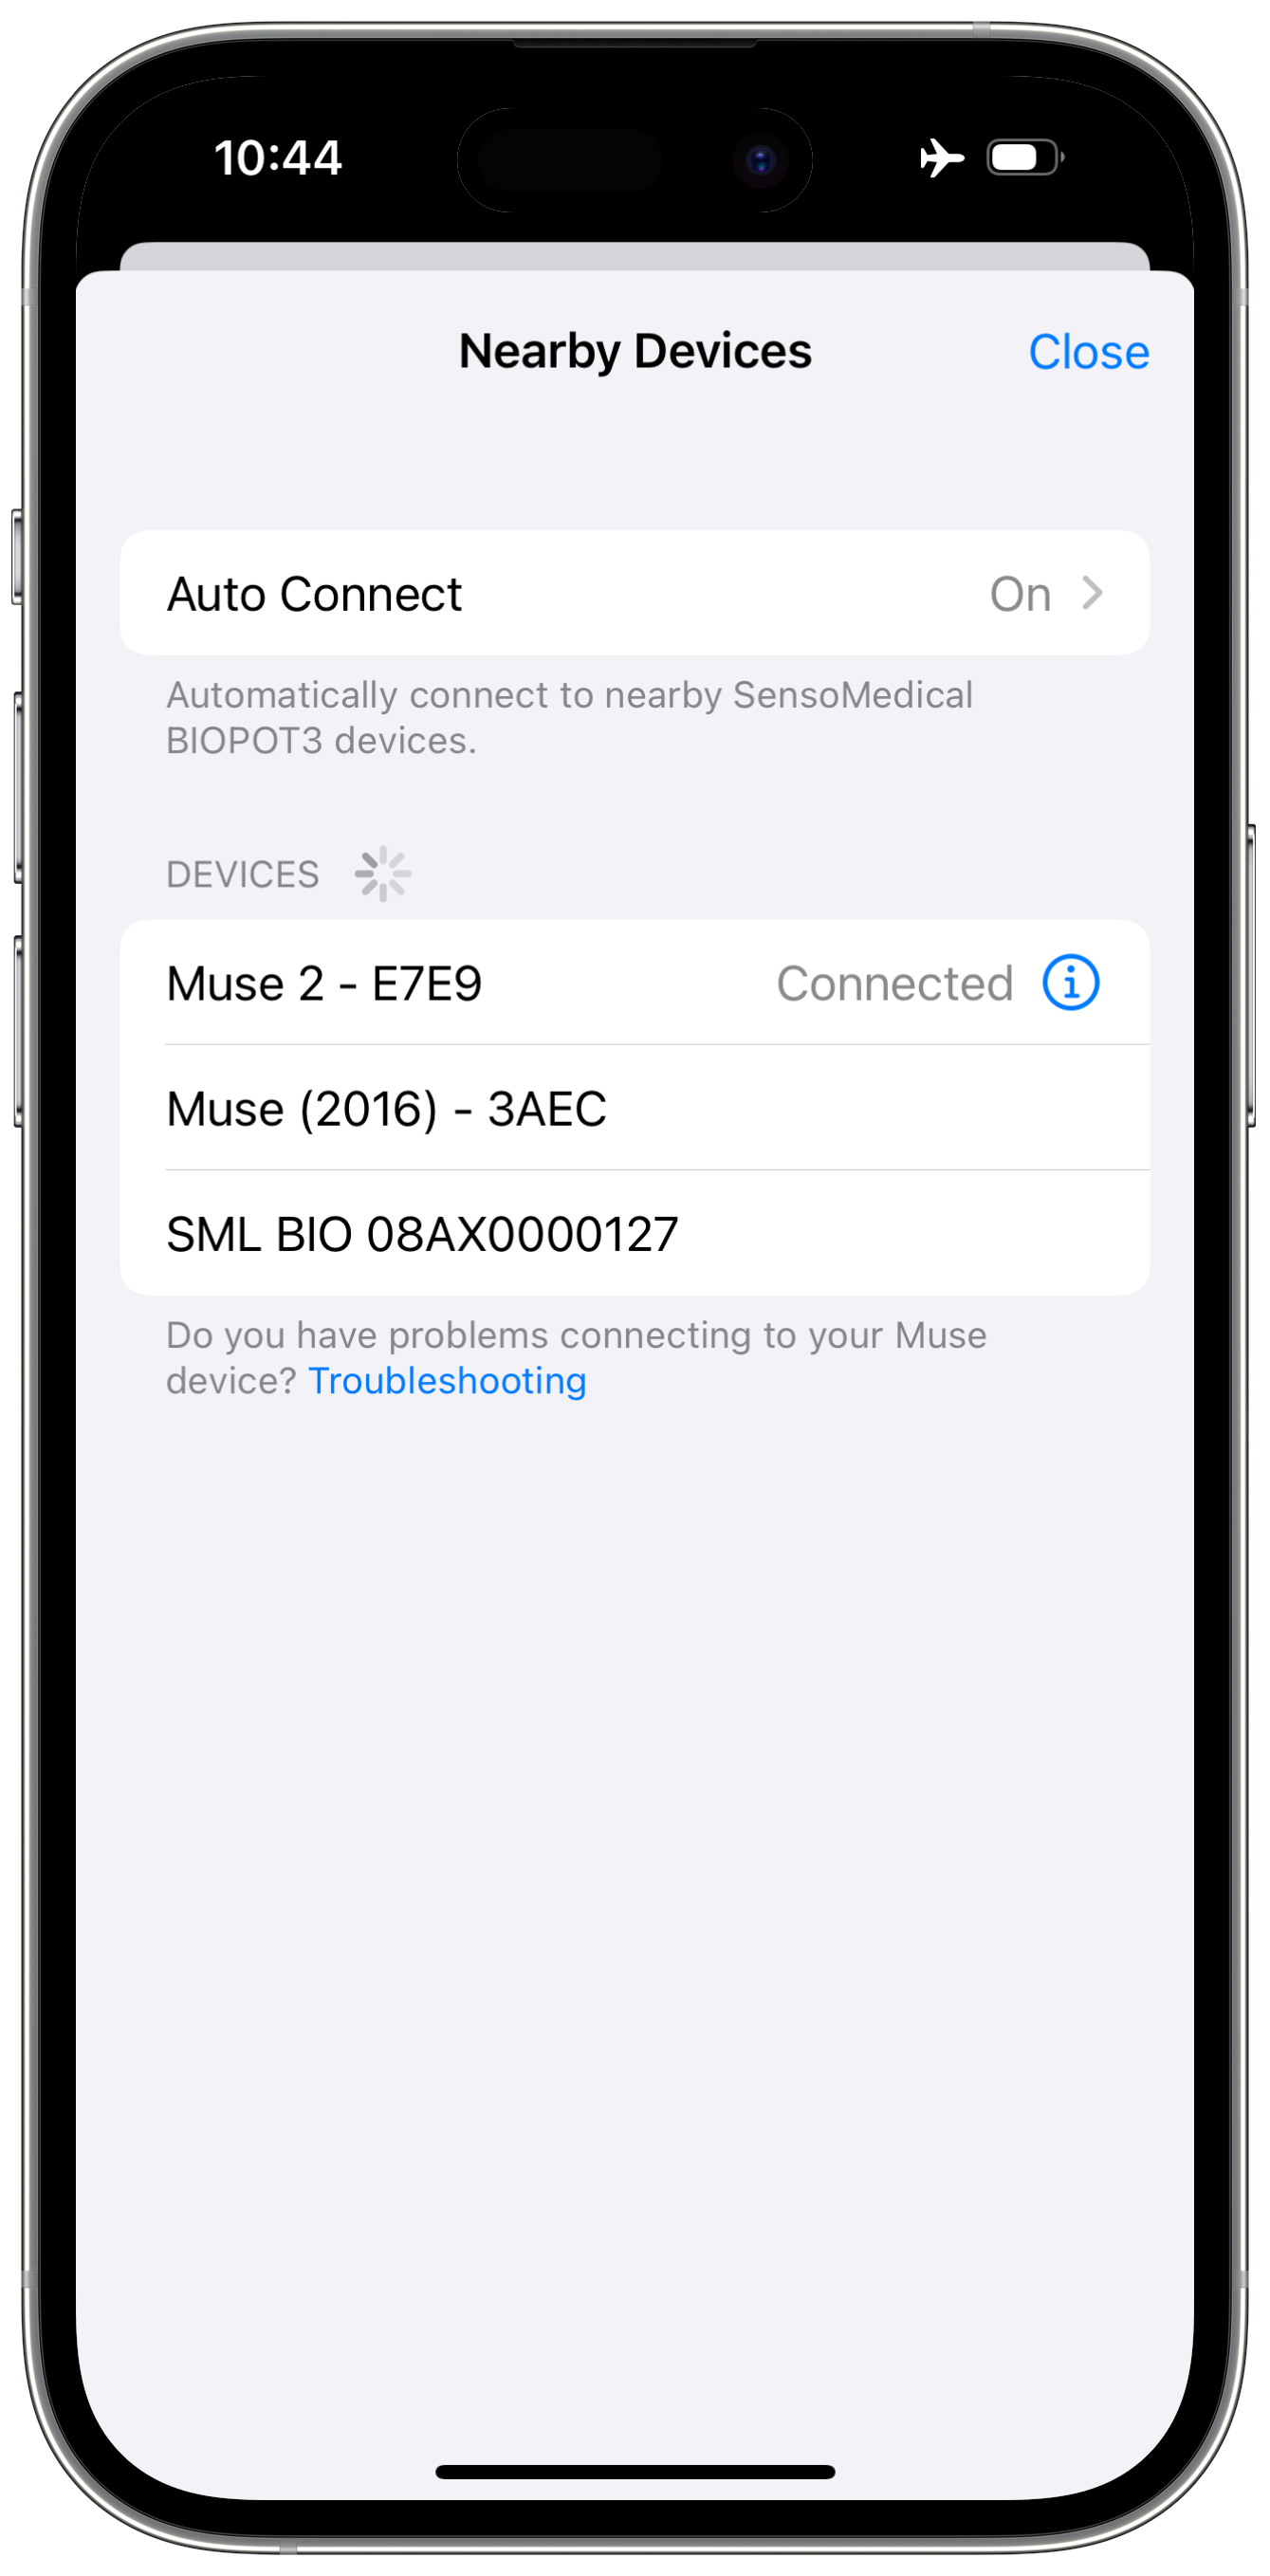 10:44
Nearby Devices
Close
Auto Connect
On
Automatically connect to nearby SensoMedical
BIOPOT3 devices.
DEVICES
Muse 2 - E7E9
Connected
Muse (2016) - 3AEC
SML BIO 08AX0000127
Do you have problems connecting to your Muse
device? Troubleshooting